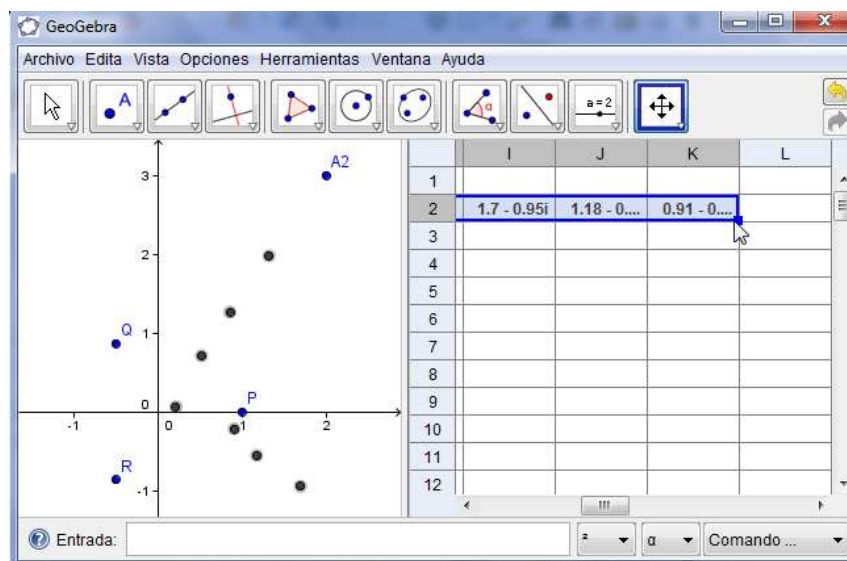 GeoGebra
Archivo Edita Vista Opciones Herramientas Ventana Ayuda
A
α
a = 2
I J K L
1
2 1.7 - 0.95i 1.18 - 0.... 0.91 - 0....
3
4
5
6
7
8
9
10
11
12
3
A2
2
Q
1
P
0
-1 0 1 2
R
-1
Entrada:
² α Comando ...